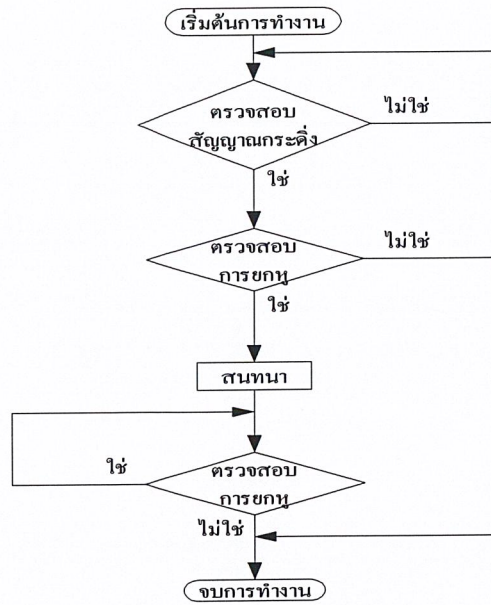 เริ่มต้นการทำงาน
ตรวจสอบ
สัญญาณกระดิ่ง
ไม่ใช่
ใช่
ตรวจสอบ
การยกหู
ไม่ใช่
ใช่
สนทนา
ใช่
ตรวจสอบ
การยกหู
ไม่ใช่
จบการทำงาน